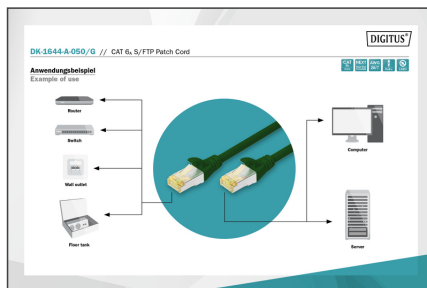 DIGITUS®
DK-1644-A-050/G // CAT 6A S/FTP Patch Cord
Anwendungsbeispiel
Example of use
Router
Switch
Wall outlet
Floor tank
Computer
Server